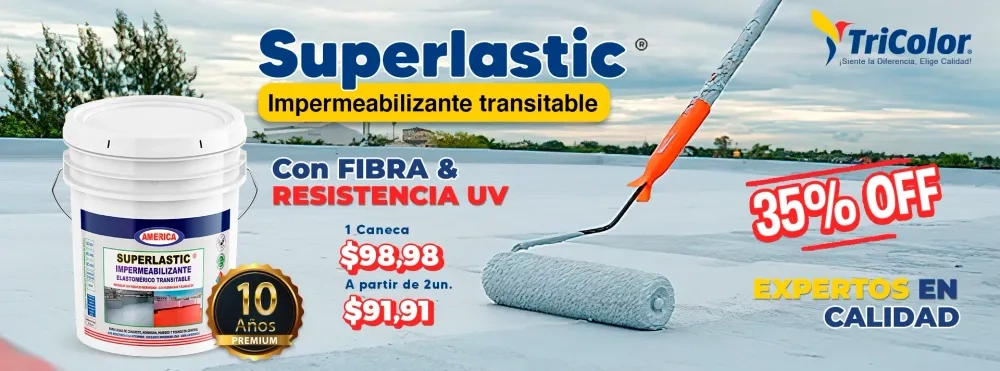 Superlastic®
Impermeabilizante transitable
TriColor®
¡Siente la Diferencia, Elige Calidad!
Con FIBRA &
RESISTENCIA UV
1 Caneca
$98,98
A partir de 2un.
$91,91
35% OFF
EXPERTOS EN
CALIDAD
AMERICA
SUPERLASTIC®
IMPERMEABILIZANTE
ELASTOMÉRICO TRANSITABLE
10
Años
PREMIUM